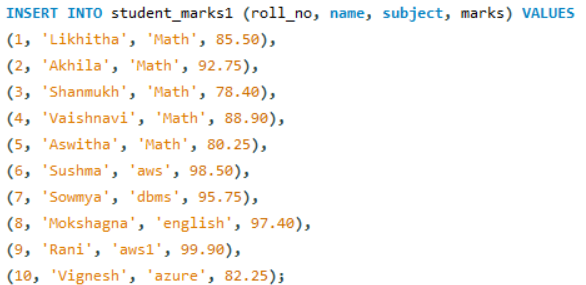 INSERT INTO student_marks1 (roll_no, name, subject, marks) VALUES
(1, 'Likhitha', 'Math', 85.50),
(2, 'Akhila', 'Math', 92.75),
(3, 'Shanmukh', 'Math', 78.40),
(4, 'Vaishnavi', 'Math', 88.90),
(5, 'Aswitha', 'Math', 80.25),
(6, 'Sushma', 'aws', 98.50),
(7, 'Sowmya', 'dbms', 95.75),
(8, 'Mokshagna', 'english', 97.40),
(9, 'Rani', 'aws1', 99.90),
(10, 'Vignesh', 'azure', 82.25);